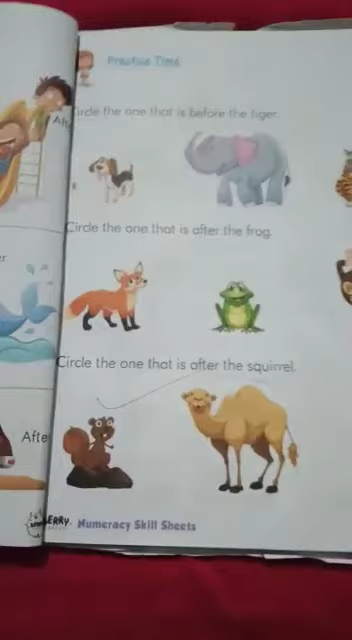 Practice Time
Circle the one that is before the tiger.
Circle the one that is after the frog.
Circle the one that is after the squirrel.
Afte
Numeracy Skill Sheets